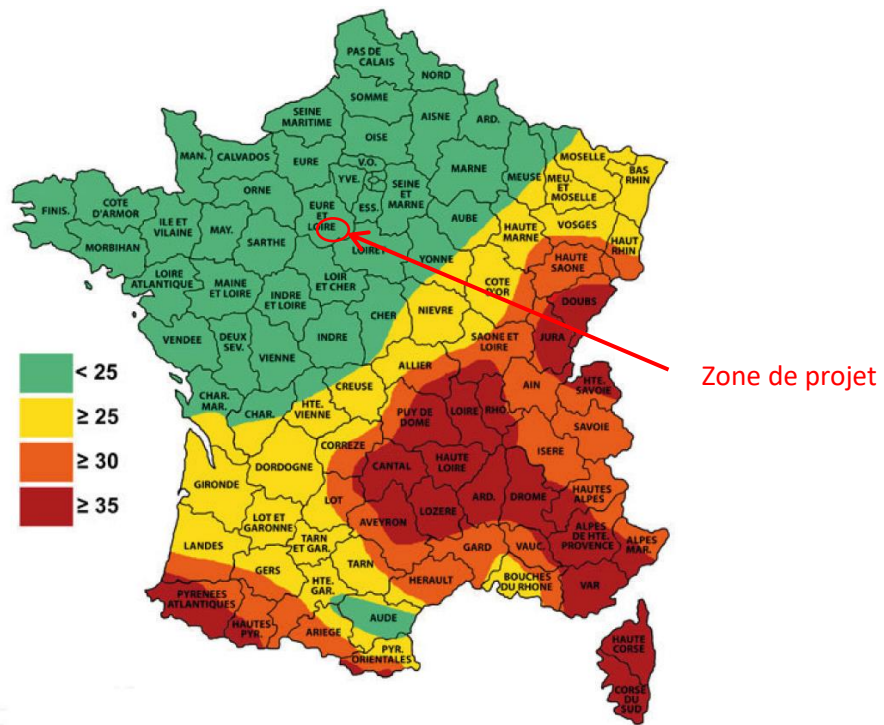 PAS DE
CALAIS
NORD
SOMME
SEINE
MARITIME
AISNE
ARD.
OISE
MAN.
CALVADOS
EURE
V.O.
YVE.
ESS.
SEINE
ET
MARNE
MARNE
MEUSE
MOSELLE
MEU.
ET
MOSELLE
BAS
RHIN
FINIS.
COTE
D'ARMOR
ORNE
EURE
ET
LOIRE
AUBE
HAUTE
MARNE
VOSGES
HAUT
RHIN
MORBIHAN
ILE ET
VILAINE
MAY.
SARTHE
LOIRET
YONNE
HAUTE
SAONE
LOIRE
ATLANTIQUE
MAINE
ET LOIRE
INDRE
ET LOIRE
LOIR
ET CHER
CHER
NIEVRE
COTE
D'OR
DOUBS
VENDEE
DEUX
SEV.
VIENNE
INDRE
SAONE ET
LOIRE
JURA
< 25
≥ 25
≥ 30
≥ 35
Zone de projet
CHAR.
MAR.
CHAR.
HTE.
VIENNE
CREUSE
ALLIER
PUY DE
DOME
LOIRE
RHO.
AIN
HTE.
SAVOIE
SAVOIE
GIRONDE
DORDOGNE
CORREZE
CANTAL
HAUTE
LOIRE
ISERE
LOT
LOT ET
GARONNE
AVEYRON
LOZERE
ARD.
DROME
HAUTES
ALPES
LANDES
TARN
ET GAR.
GERS
TARN
GARD
VAUC.
ALPES
DE HTE.
PROVENCE
ALPES
MAR.
HTE.
GAR.
HERAULT
BOUCHES
DU RHONE
VAR
PYRENEES
ATLANTIQUES
HAUTES
PYR.
ARIEGE
AUDE
PYR.
ORIENTALES
HAUTE
CORSE
CORSE
DU
SUD